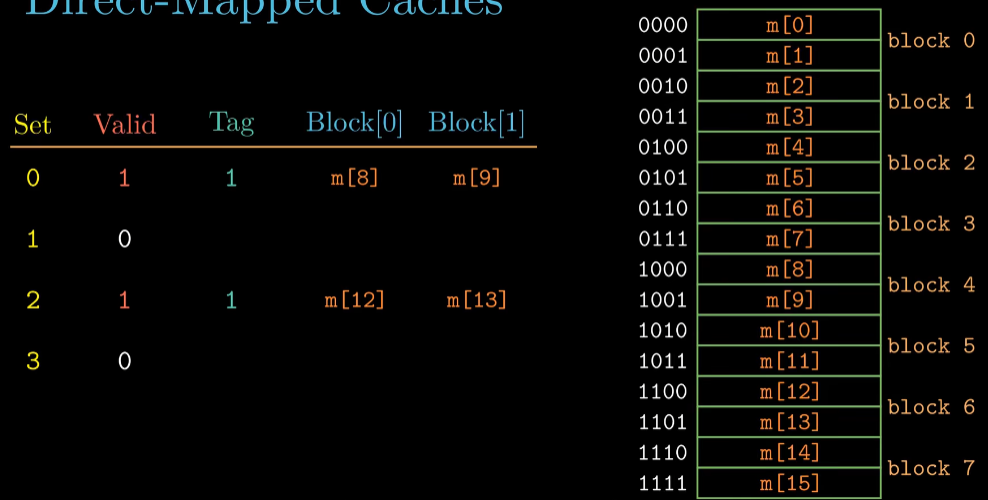 Direct-Mapped Caches
Set Valid Tag Block[0] Block[1]
0 1 1 m[8] m[9]
1 0
2 1 1 m[12] m[13]
3 0
0000 m[0]
block 0
0001 m[1]
0010 m[2]
block 1
0011 m[3]
0100 m[4]
block 2
0101 m[5]
0110 m[6]
block 3
0111 m[7]
1000 m[8]
block 4
1001 m[9]
1010 m[10]
block 5
1011 m[11]
1100 m[12]
block 6
1101 m[13]
1110 m[14]
block 7
1111 m[15]